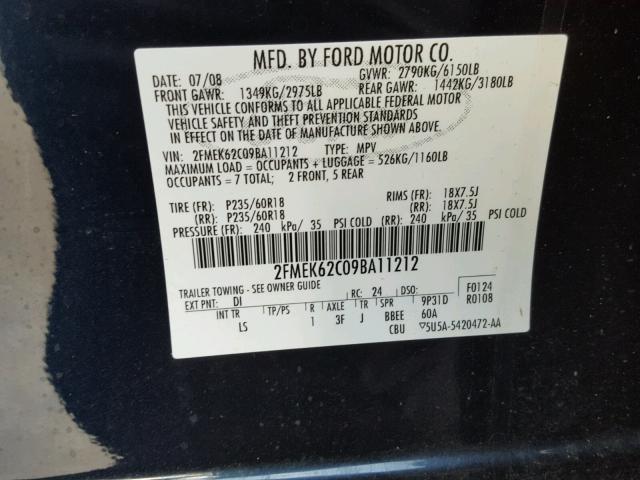 MFD. BY FORD MOTOR CO.
DATE: 07/08 GVWR: 2790KG/6150LB
FRONT GAWR: 1349KG/2975LB REAR GAWR: 1442KG/3180LB
THIS VEHICLE CONFORMS TO ALL APPLICABLE FEDERAL MOTOR
VEHICLE SAFETY AND THEFT PREVENTION STANDARDS
IN EFFECT ON THE DATE OF MANUFACTURE SHOWN ABOVE.
VIN: 2FMEK62C09BA11212 TYPE: MPV
MAXIMUM LOAD = OCCUPANTS + LUGGAGE = 526KG/1160LB
OCCUPANTS = 7 TOTAL; 2 FRONT, 5 REAR
TIRE (FR): P235/60R18 RIMS (FR): 18X7.5J
(RR): P235/60R18 (RR): 18X7.5J
PRESSURE (FR): 240 kPa/ 35 PSI COLD (RR): 240 kPa/ 35 PSI COLD
2FMEK62C09BA11212
TRAILER TOWING - SEE OWNER GUIDE
EXT PNT: DI RC: 24 DSO: F0124
INT TR TP/PS R AXLE TR SPR 9P31D R0108
LS 1 3F J BBEE 60A
CBU ▽5U5A-5420472-AA